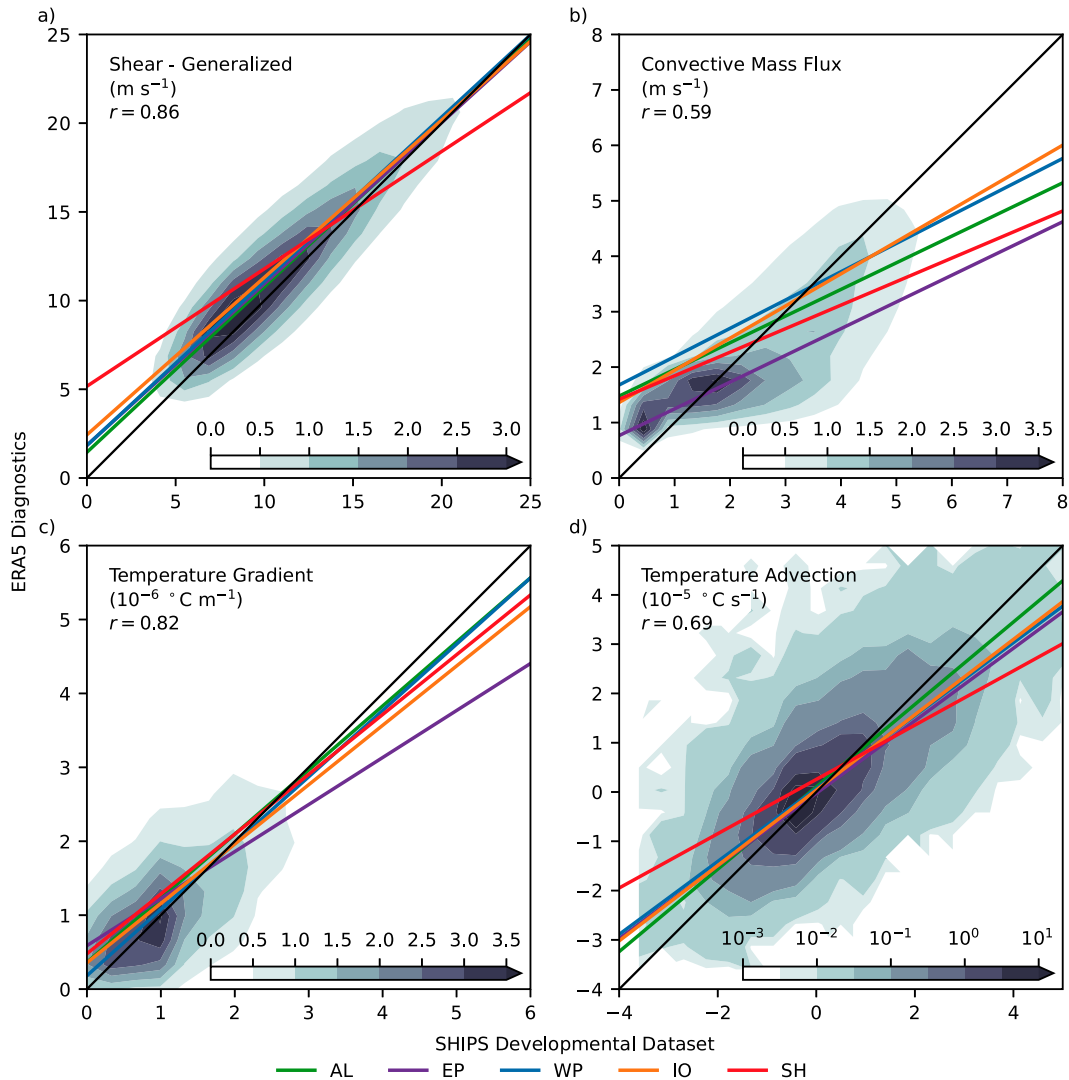 a)
Shear - Generalized
(m s⁻¹)
r = 0.86
25
20
15
10
5
0
0.0 0.5 1.0 1.5 2.0 2.5 3.0
0 5 10 15 20 25
b)
Convective Mass Flux
(m s⁻¹)
r = 0.59
8
7
6
5
4
3
2
1
0
0.0 0.5 1.0 1.5 2.0 2.5 3.0 3.5
0 1 2 3 4 5 6 7 8
ERA5 Diagnostics
c)
Temperature Gradient
(10⁻⁶ °C m⁻¹)
r = 0.82
6
5
4
3
2
1
0
0.0 0.5 1.0 1.5 2.0 2.5 3.0 3.5
0 1 2 3 4 5 6
d)
Temperature Advection
(10⁻⁵ °C s⁻¹)
r = 0.69
5
4
3
2
1
0
−1
−2
−3
−4
10⁻³ 10⁻² 10⁻¹ 10⁰ 10¹
−4 −2 0 2 4
SHIPS Developmental Dataset
AL EP WP IO SH